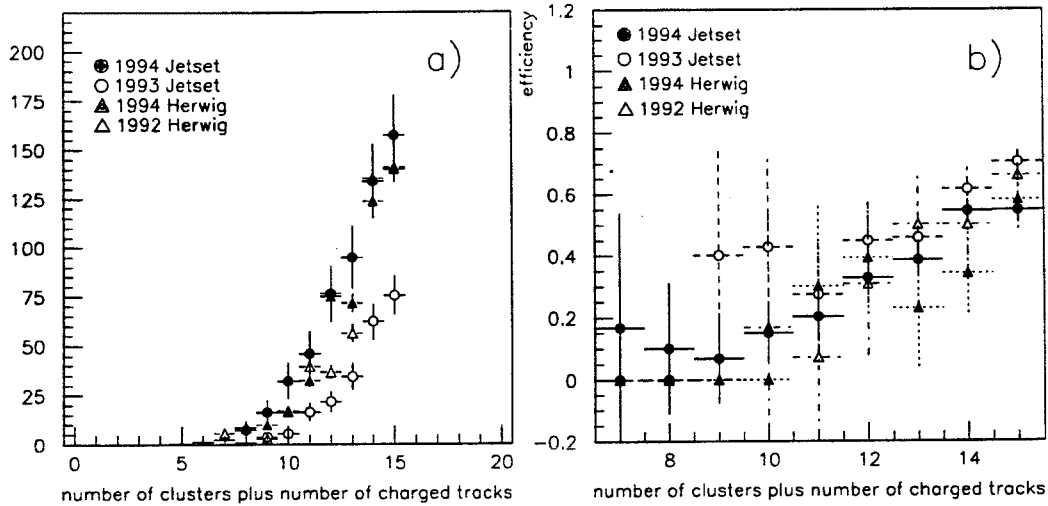 200
175
150
125
100
75
50
25
0
a)
1994 Jetset
1993 Jetset
1994 Herwig
1992 Herwig
0 5 10 15 20
number of clusters plus number of charged tracks
efficiency
1.2
1
0.8
0.6
0.4
0.2
0
-0.2
b)
1994 Jetset
1993 Jetset
1994 Herwig
1992 Herwig
8 10 12 14
number of clusters plus number of charged tracks